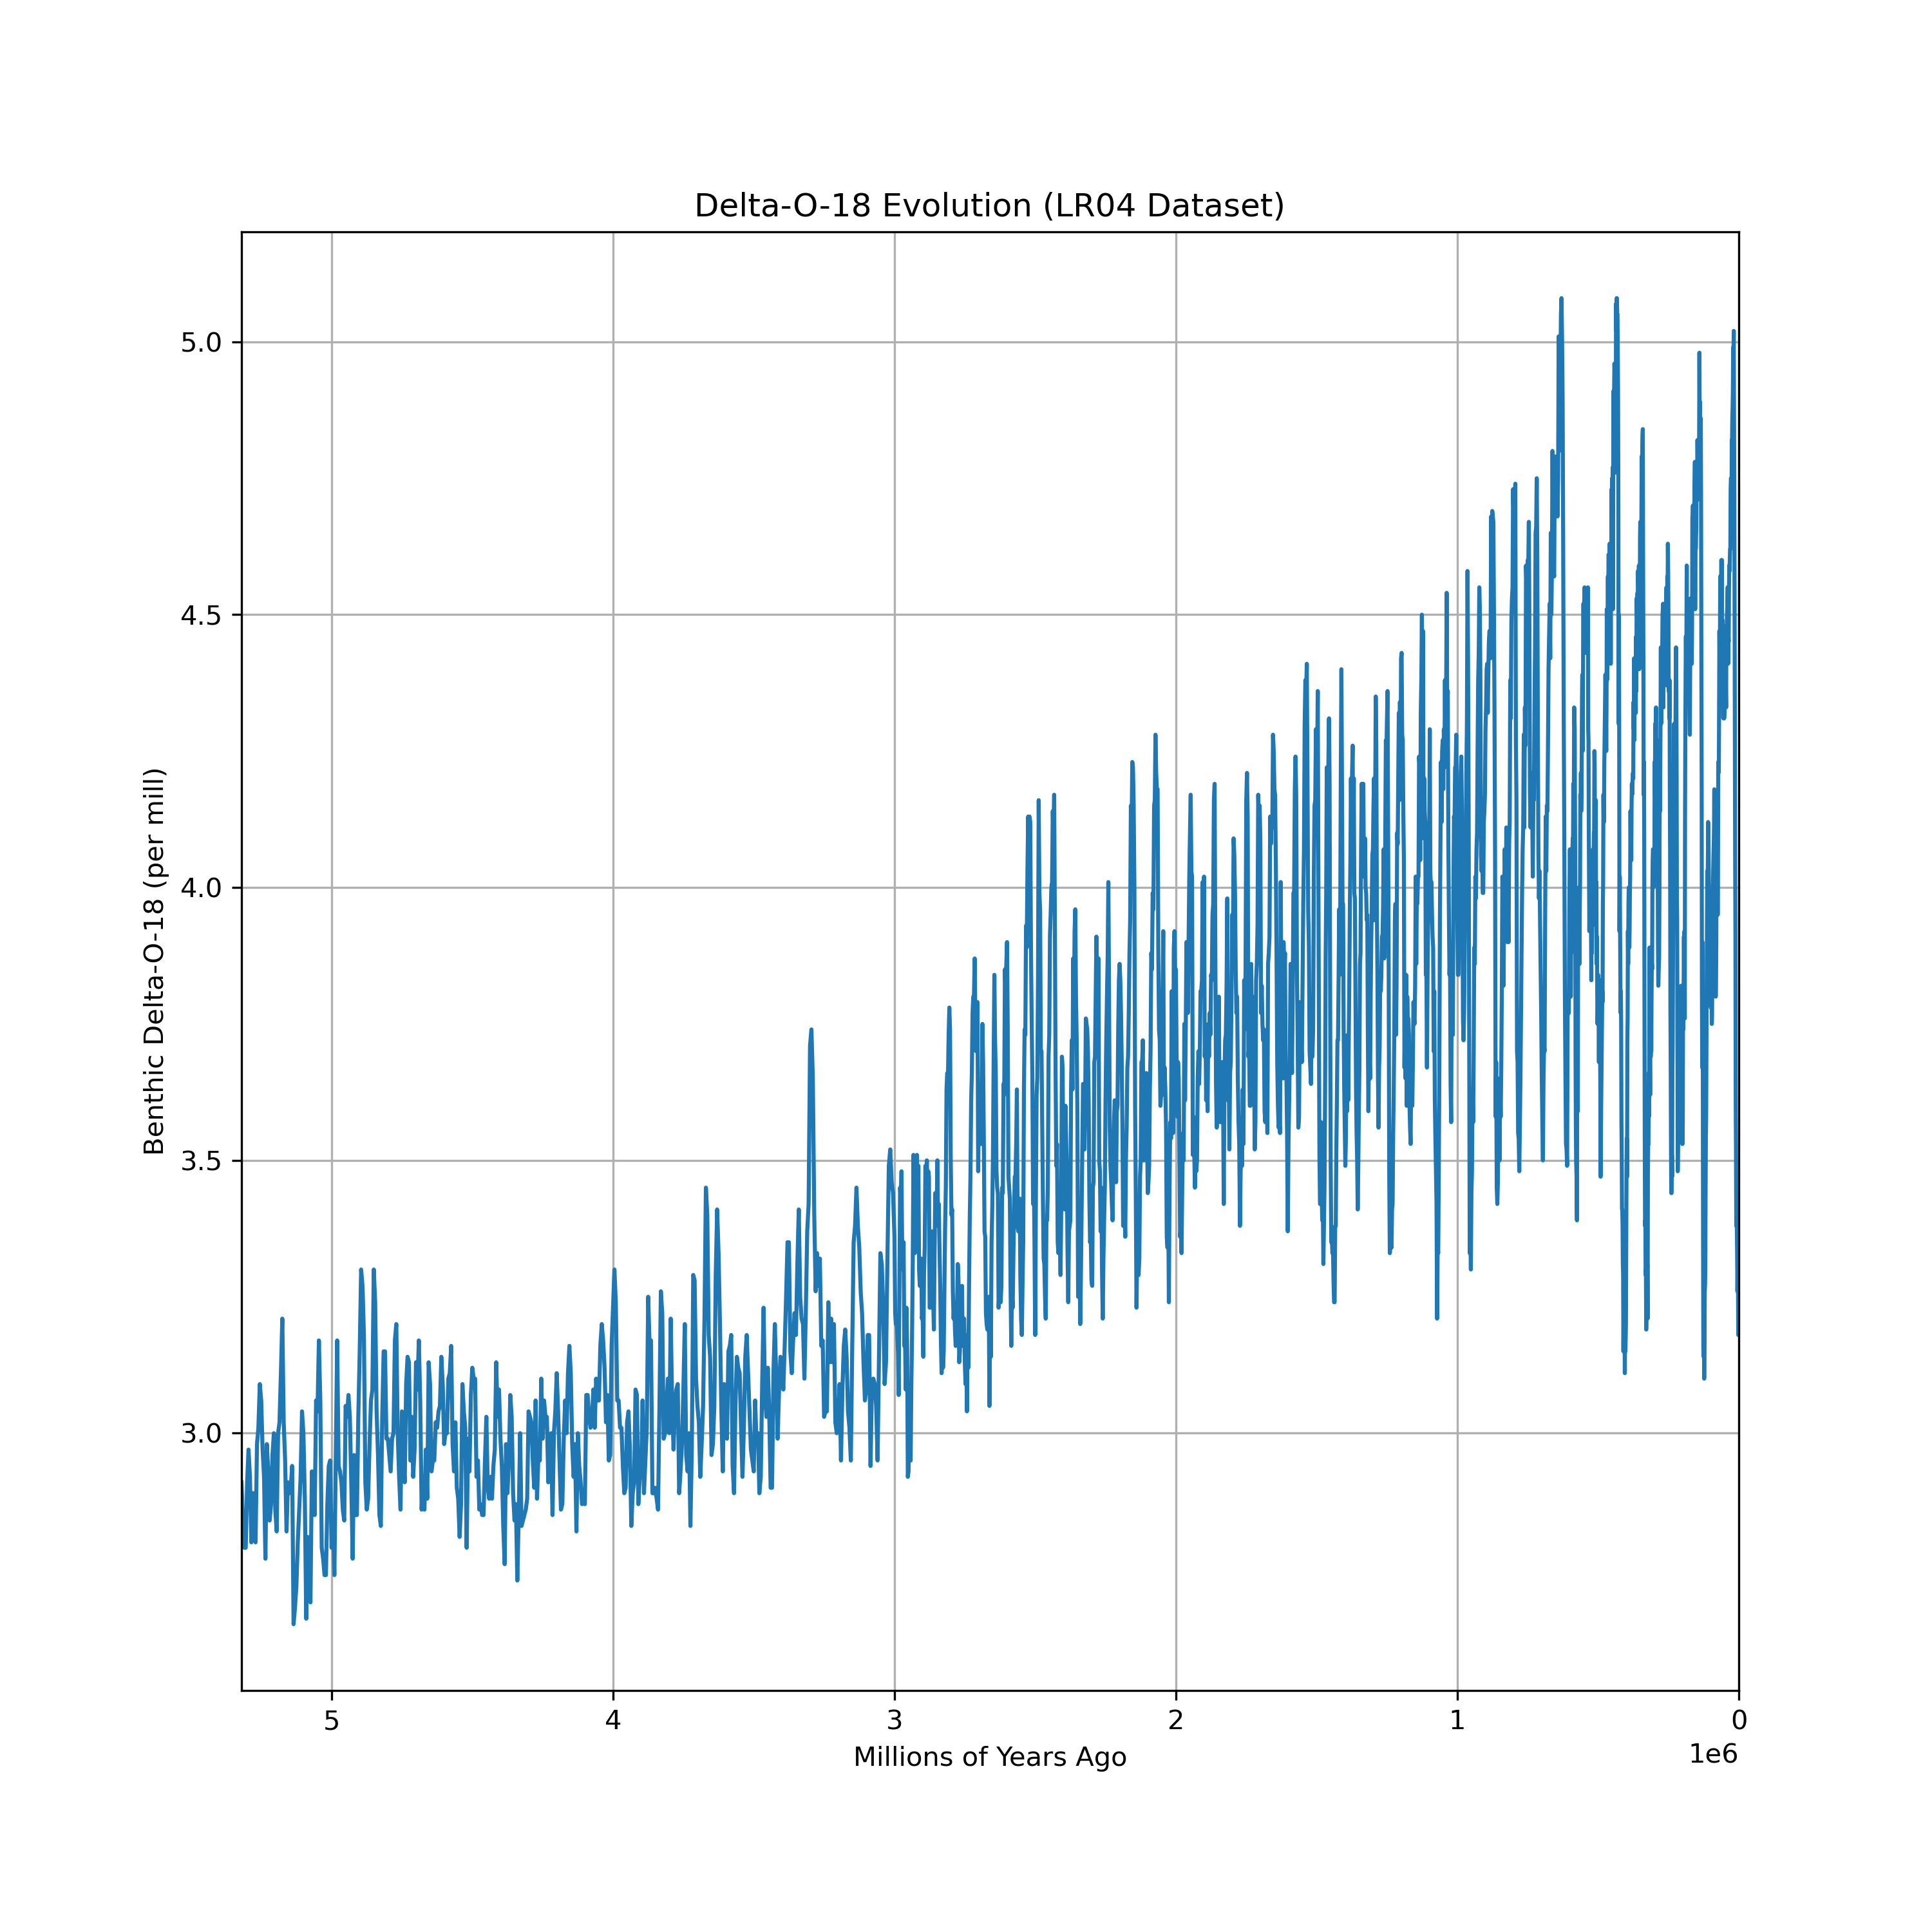 Delta-O-18 Evolution (LR04 Dataset)
Benthic Delta-O-18 (per mill)
5.0
4.5
4.0
3.5
3.0
5 4 3 2 1 0
Millions of Years Ago
1e6